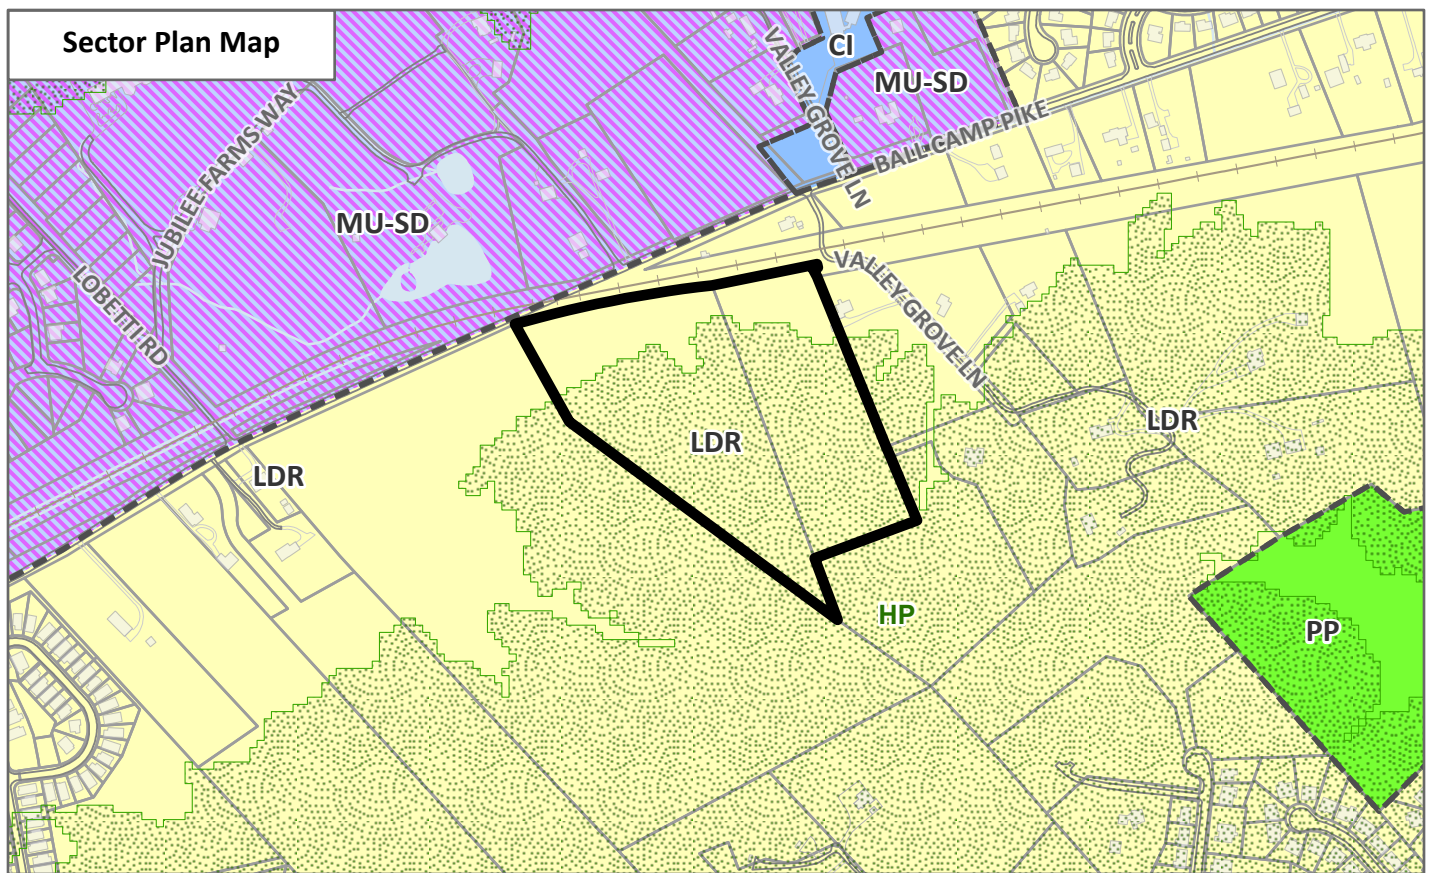 Sector Plan Map
CI
VALLEY GROVE LN
MU-SD
BALL CAMP PIKE
JUBILEE FARMS WAY
MU-SD
LOBETTI RD
VALLEY GROVE LN
LDR
LDR
LDR
HP
PP